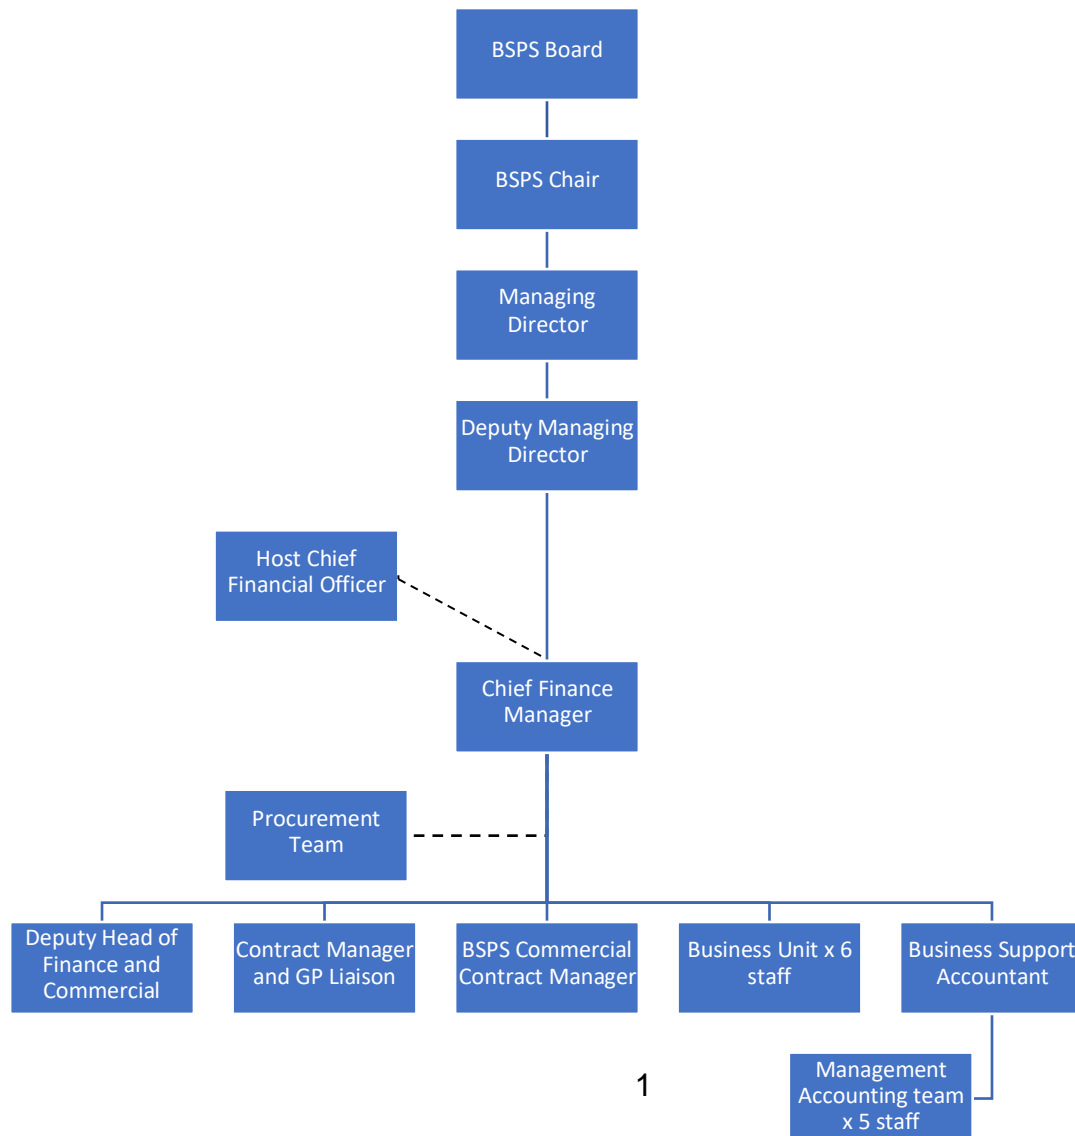 BSPS Board
BSPS Chair
Managing
Director
Deputy Managing
Director
Host Chief
Financial Officer
Chief Finance
Manager
Procurement
Team
Deputy Head of
Finance and
Commercial
Contract Manager
and GP Liaison
BSPS Commercial
Contract Manager
Business Unit x 6
staff
Business Support
Accountant
Management
Accounting team
x 5 staff
1